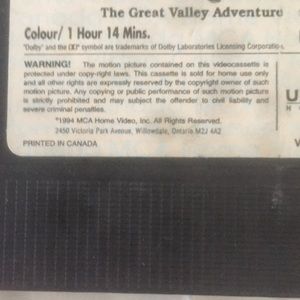 The Great Valley Adventure
Colour/ 1 Hour 14 Mins.
"Dolby" and the symbol are trademarks of Dolby Laboratories Licensing Corporation.
WARNING! The motion picture contained on this videocassette is
protected under copy-right laws. This cassette is sold for home use only
and all other rights are expressly reserved by the copyright owner of such
motion picture. Any copying or public performance of such motion picture
is strictly prohibited and may subject the offender to civil liability and
severe criminal penalties.
©1994 MCA Home Video, Inc. All Rights Reserved.
2450 Victoria Park Avenue, Willowdale, Ontario M2J 4A2
PRINTED IN CANADA
U
H
V